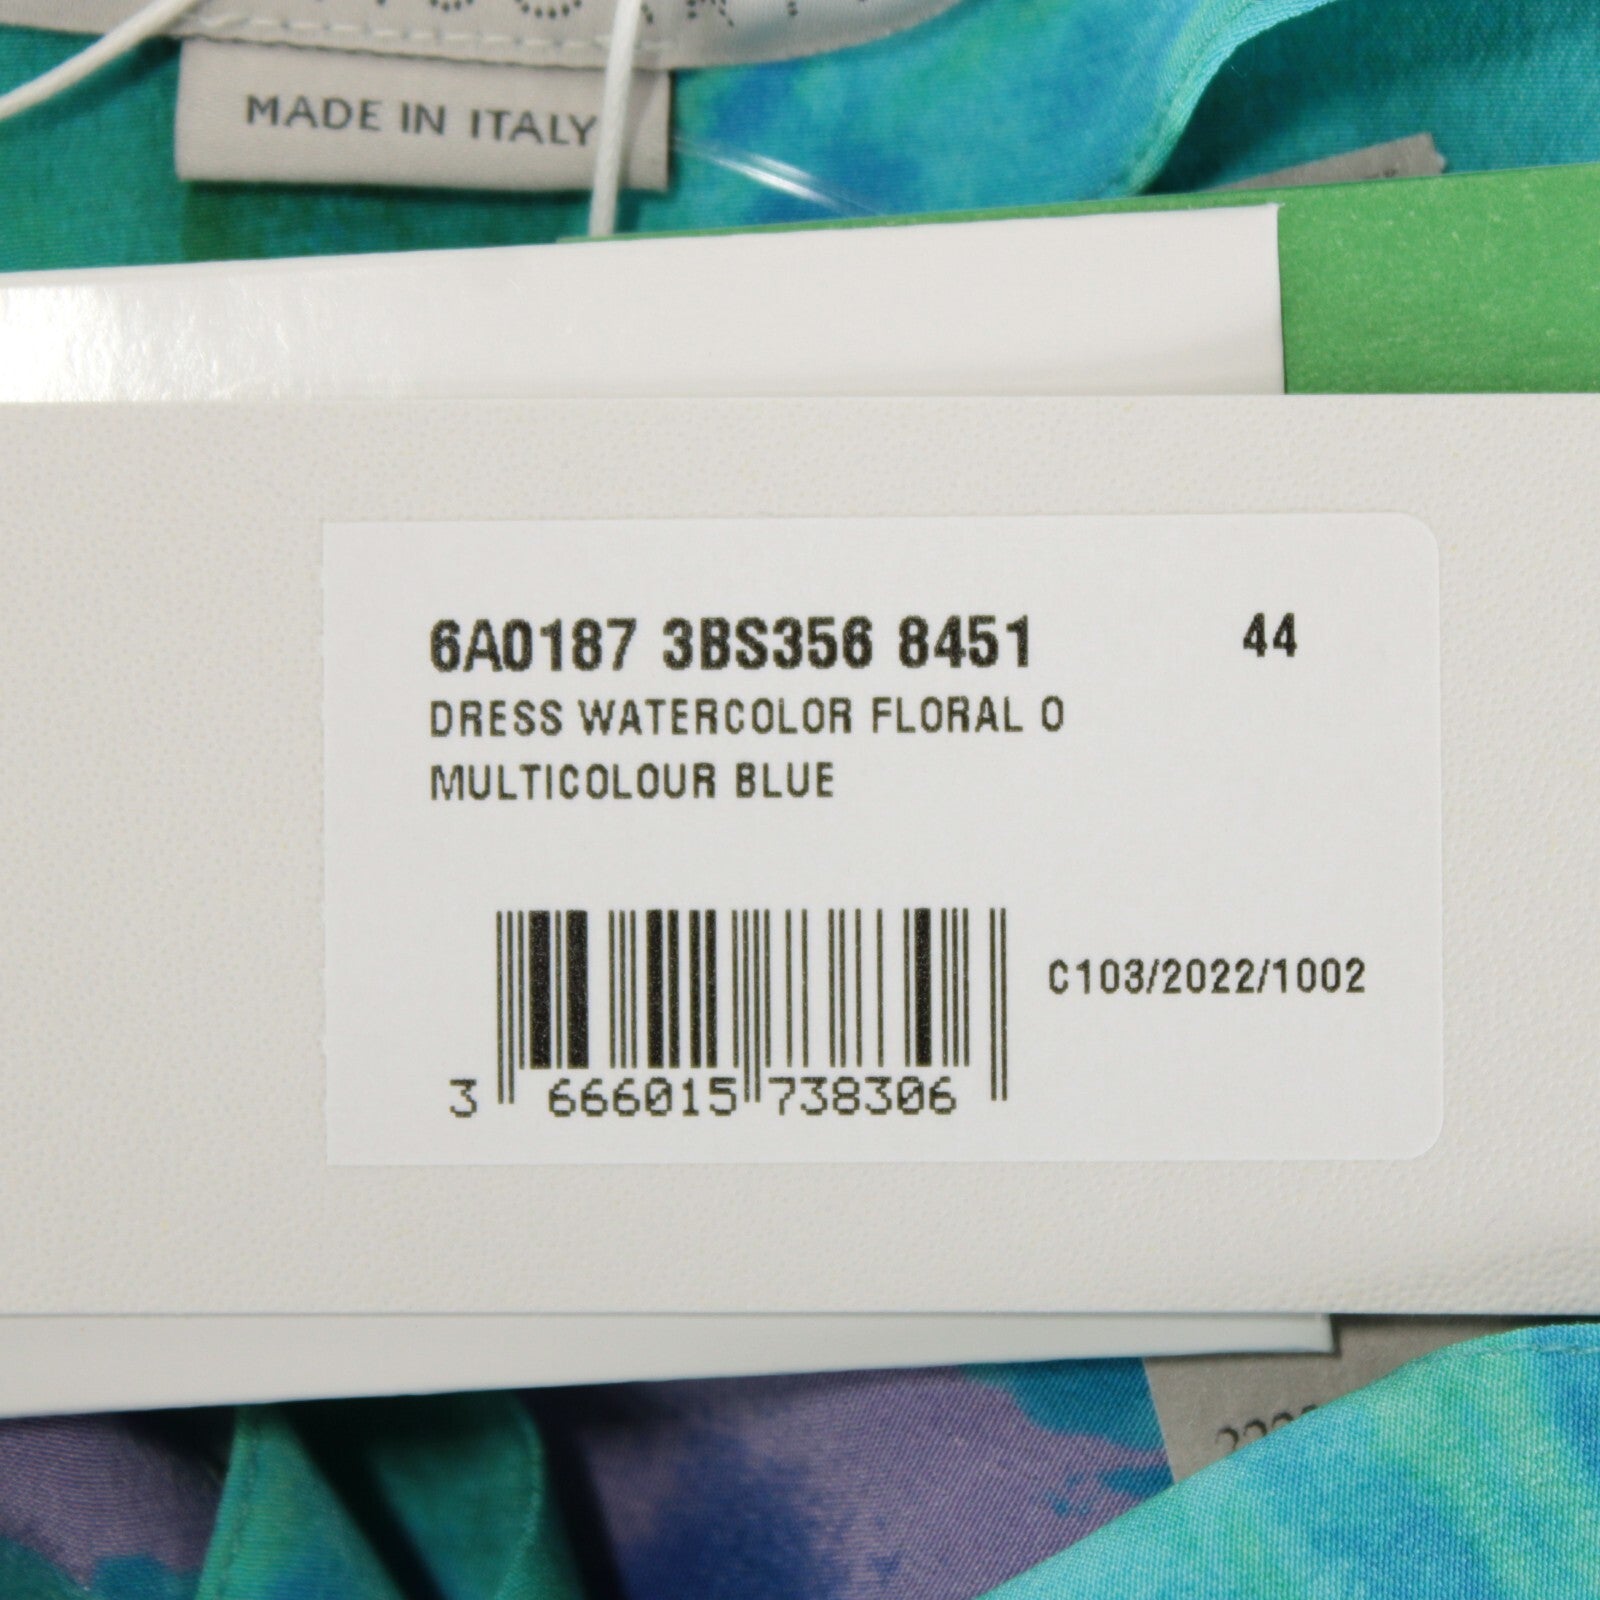 MADE IN ITALY
6A0187 3BS356 8451 44
DRESS WATERCOLOR FLORAL O
MULTICOLOUR BLUE
C103/2022/1002
3 666015 738306